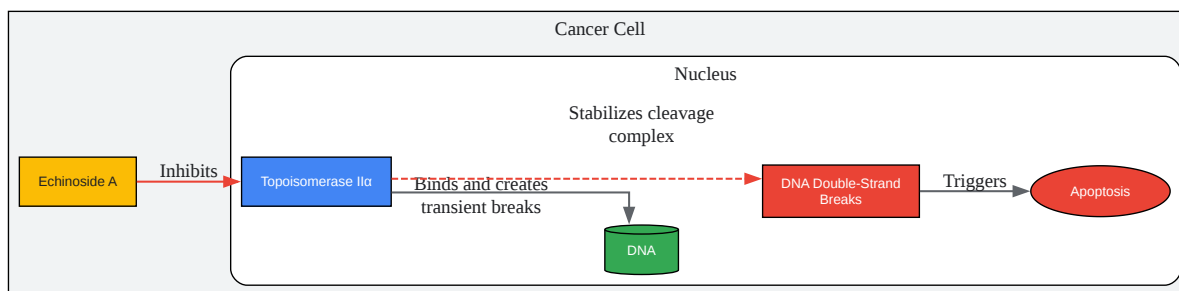 Cancer Cell
Nucleus
Stabilizes cleavage
complex
Echinoside A
Inhibits
Topoisomerase IIα
Binds and creates
transient breaks
DNA
DNA Double-Strand
Breaks
Triggers
Apoptosis